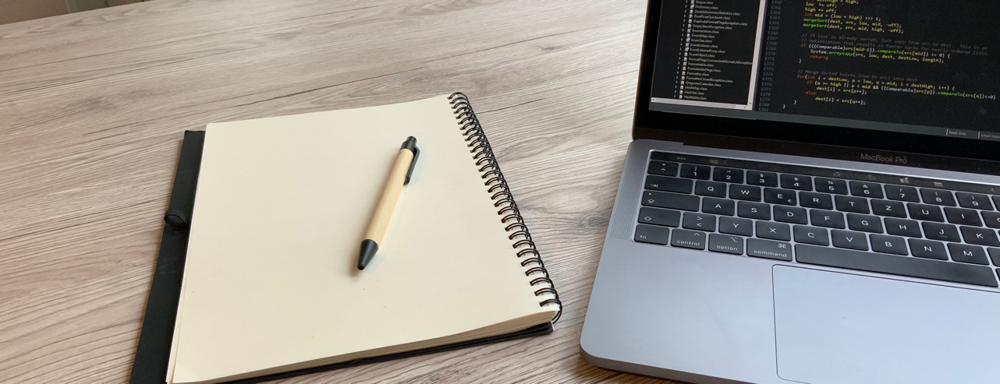 Deque.class
Dictionary.class
DoubleSummaryStatistics.class
DualPivotQuicksort.class
DuplicateFormatFlagsException.class
EmptyStackException.class
Enumeration.class
EnumMap.class
EnumSet.class
EventListener.class
EventListenerProxy.class
EventObject.class
FormatFlagsConversionMismatchException
Formattable.class
FormattableFlags.class
Formatter.class
FormatterClosedException.class
GregorianCalendar.class
HashMap.class
HashSet.class
Hashtable.class
low += off;
high += off;
int mid = (low + high) >>> 1;
mergeSort(dest, src, low, mid, -off);
mergeSort(dest, src, mid, high, -off);
// If list is already sorted, just copy from src to dest. This is an
// optimization that results in faster sorts for nearly ordered lists.
if (((Comparable)src[mid-1]).compareTo(src[mid]) <= 0) {
System.arraycopy(src, low, dest, destLow, length);
return;
}
// Merge sorted halves (now in src) into dest
for(int i = destLow, p = low, q = mid; i < destHigh; i++) {
if (q >= high || p < mid && ((Comparable)src[p]).compareTo(src[q])<=0)
dest[i] = src[p++];
else
dest[i] = src[q++];
}
}
Read-Only
MacBook Pro
! " § $ % & / ( )
^ 1 2 3 4 5 6 7 8 9
Q W E R T Z U I
€
A S D F G H J K
> < Y X C V B N M
fn control option command